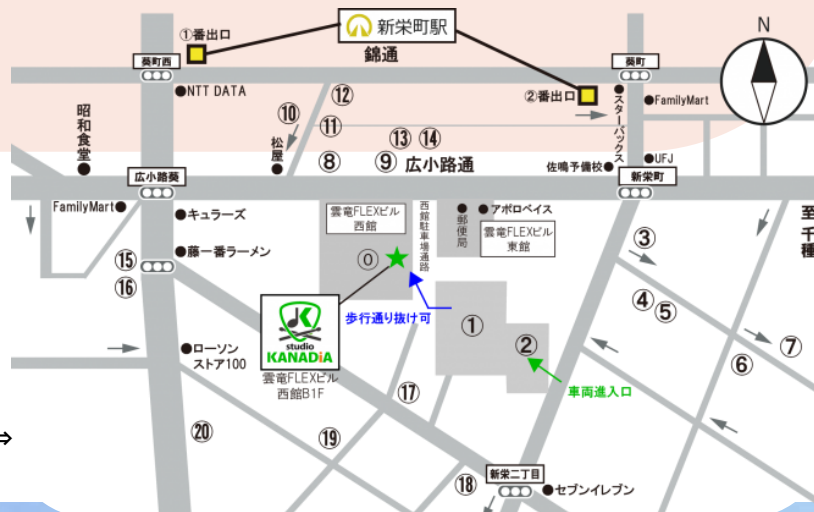 新栄町駅
①番出口
錦通
N
葵町西
葵町
NTT DATA
②番出口
スターバックス
FamilyMart
昭和食堂
⑩
⑫
⑪
⑬
⑭
松屋
⑧
⑨
広小路通
佐鳴予備校
UFJ
広小路葵
新栄町
FamilyMart
キュラーズ
雲竜FLEXビル
西館
西館駐車場通路
郵便局
アポロベイス
雲竜FLEXビル
東館
至千種
③
藤一番ラーメン
⓪
⑮
⑯
④
⑤
歩行通り抜け可
①
②
⑥
⑦
studio
KANADiA
雲竜FLEXビル
西館B1F
ローソン
ストア100
車両進入口
⑰
⇒
⑳
⑲
⑱
新栄二丁目
セブンイレブン